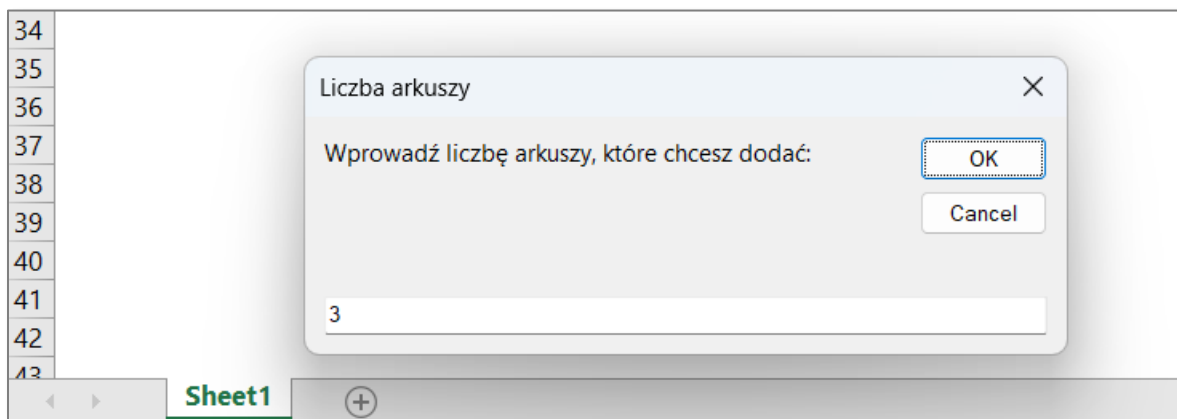 34
35
Liczba arkuszy
36
37
Wprowadź liczbę arkuszy, które chcesz dodać:
OK
38
39
Cancel
40
41
3
42
43
Sheet1